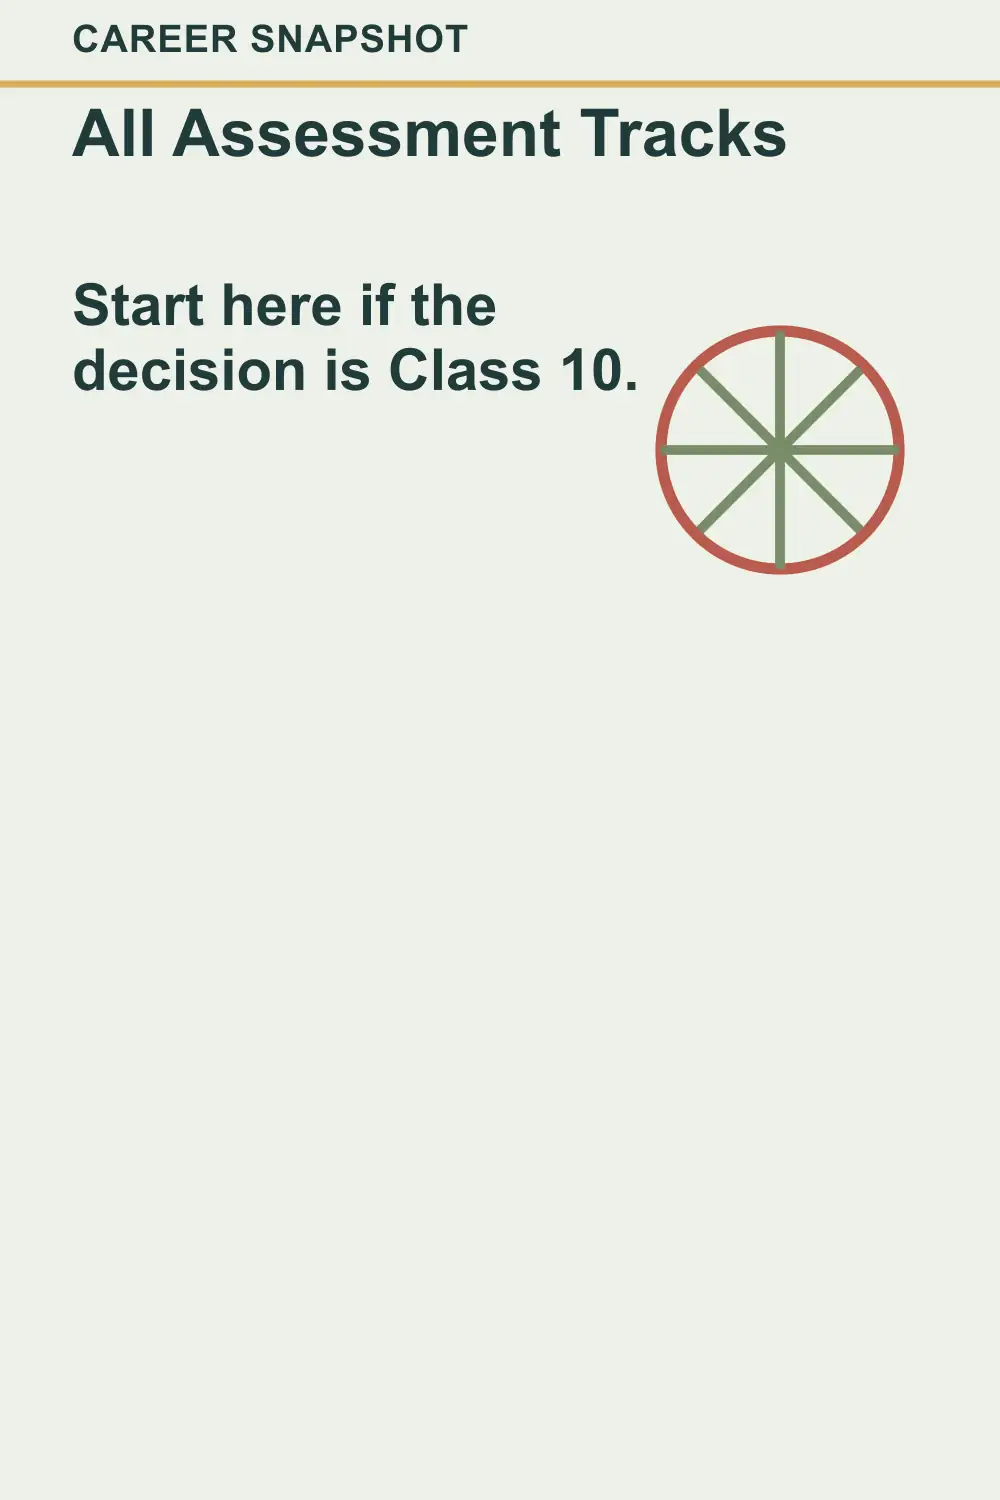 CAREER SNAPSHOT
All Assessment Tracks
Start here if the
decision is Class 10.